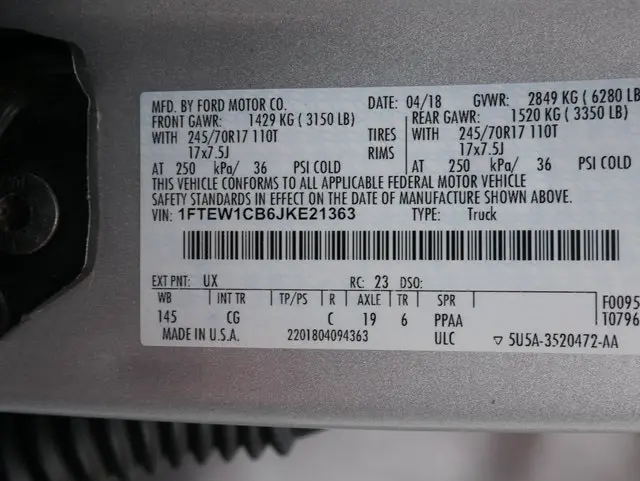 MFD. BY FORD MOTOR CO. DATE: 04/18 GVWR: 2849 KG ( 6280 LB
FRONT GAWR: 1429 KG ( 3150 LB) REAR GAWR: 1520 KG ( 3350 LB)
WITH 245/70R17 110T TIRES WITH 245/70R17 110T
17x7.5J RIMS 17x7.5J
AT 250 kPa/ 36 PSI COLD AT 250 kPa/ 36 PSI COLD
THIS VEHICLE CONFORMS TO ALL APPLICABLE FEDERAL MOTOR VEHICLE
SAFETY STANDARDS IN EFFECT ON THE DATE OF MANUFACTURE SHOWN ABOVE.
VIN: 1FTEW1CB6JKE21363 TYPE: Truck
EXT PNT: UX RC: 23 DSO:
WB INT TR TP/PS R AXLE TR SPR F0095
145 CG C 19 6 PPAA T0796
MADE IN U.S.A. 2201804094363 ULC ▽ 5U5A-3520472-AA